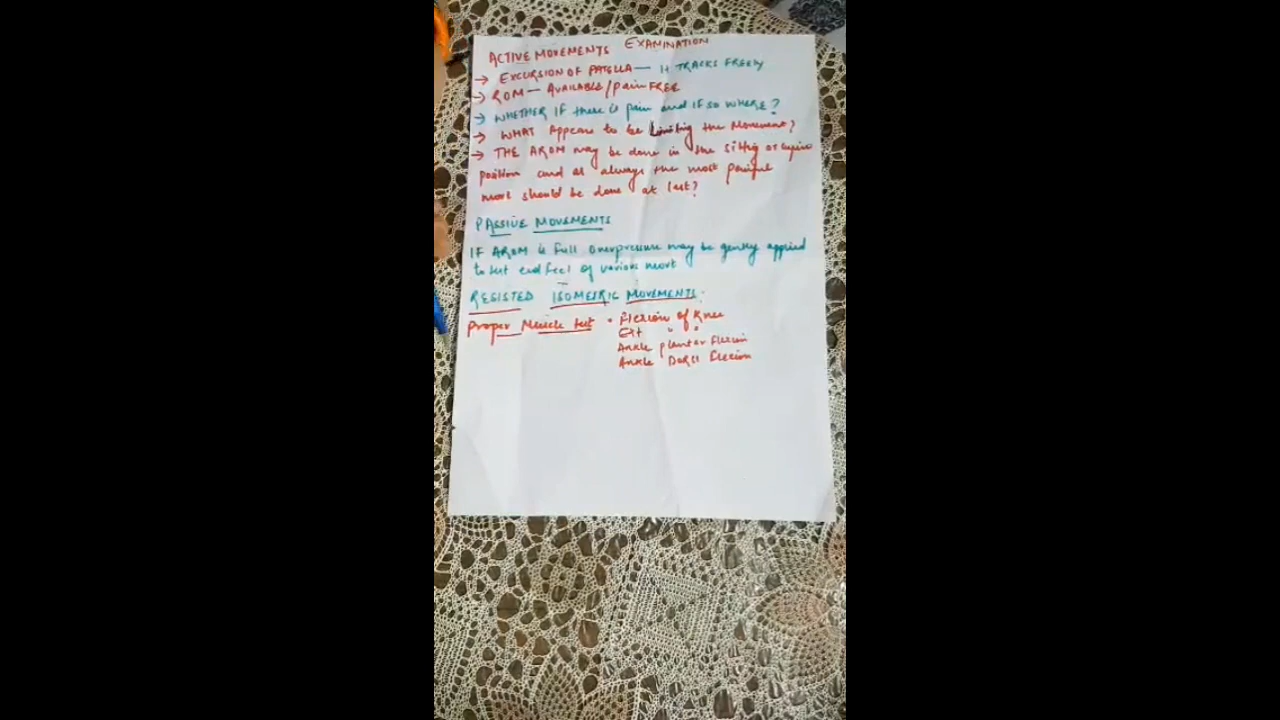 ACTIVE MOVEMENTS EXAMINATION
→ EXCURSION OF PATELLA — It TRACKS FREELY
→ ROM — AVAILABLE/Pain FREE
→ WHETHER IF there is pain and IF SO WHERE?
→ WHAT Appears to be limiting the Movement?
→ THE AROM may be done in the sitting or supine
position and as always the most painful
movt should be done at last?
PASSIVE MOVEMENTS
IF AROM is full overpressure may be gently applied
to test end feel of various movt
RESISTED ISOMETRIC MOVEMENTS:
Proper Muscle test • Flexion of Knee
Ext " "
Ankle plantar flexion
Ankle Dorsi flexion